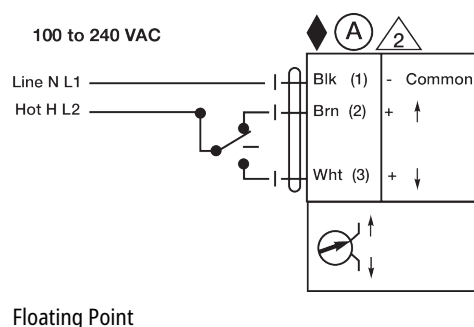 100 to 240 VAC
A
2
Line N L1
Blk (1) - Common
Hot H L2
Brn (2) + ↑
Wht (3) + ↓
Floating Point